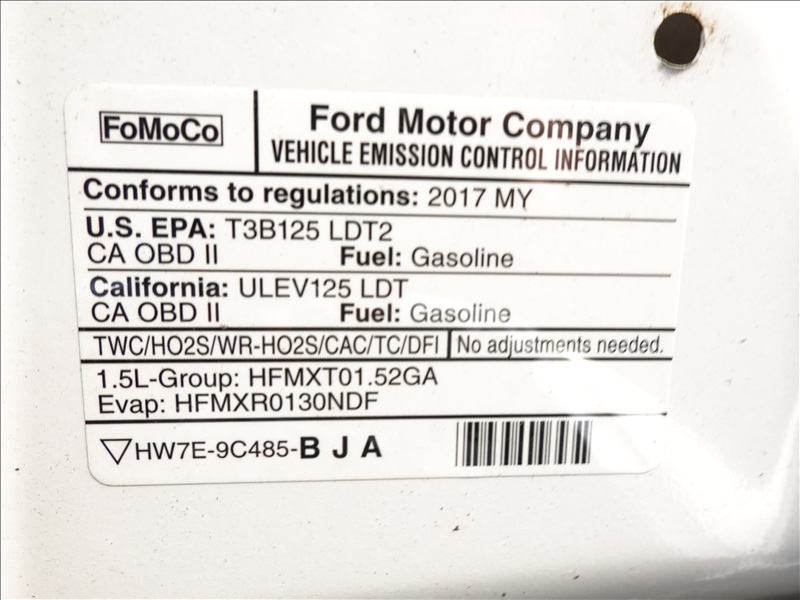 FoMoCo
Ford Motor Company
VEHICLE EMISSION CONTROL INFORMATION
Conforms to regulations: 2017 MY
U.S. EPA: T3B125 LDT2
CA OBD II Fuel: Gasoline
California: ULEV125 LDT
CA OBD II Fuel: Gasoline
TWC/HO2S/WR-HO2S/CAC/TC/DFI No adjustments needed.
1.5L-Group: HFMXT01.52GA
Evap: HFMXR0130NDF
HW7E-9C485-B J A